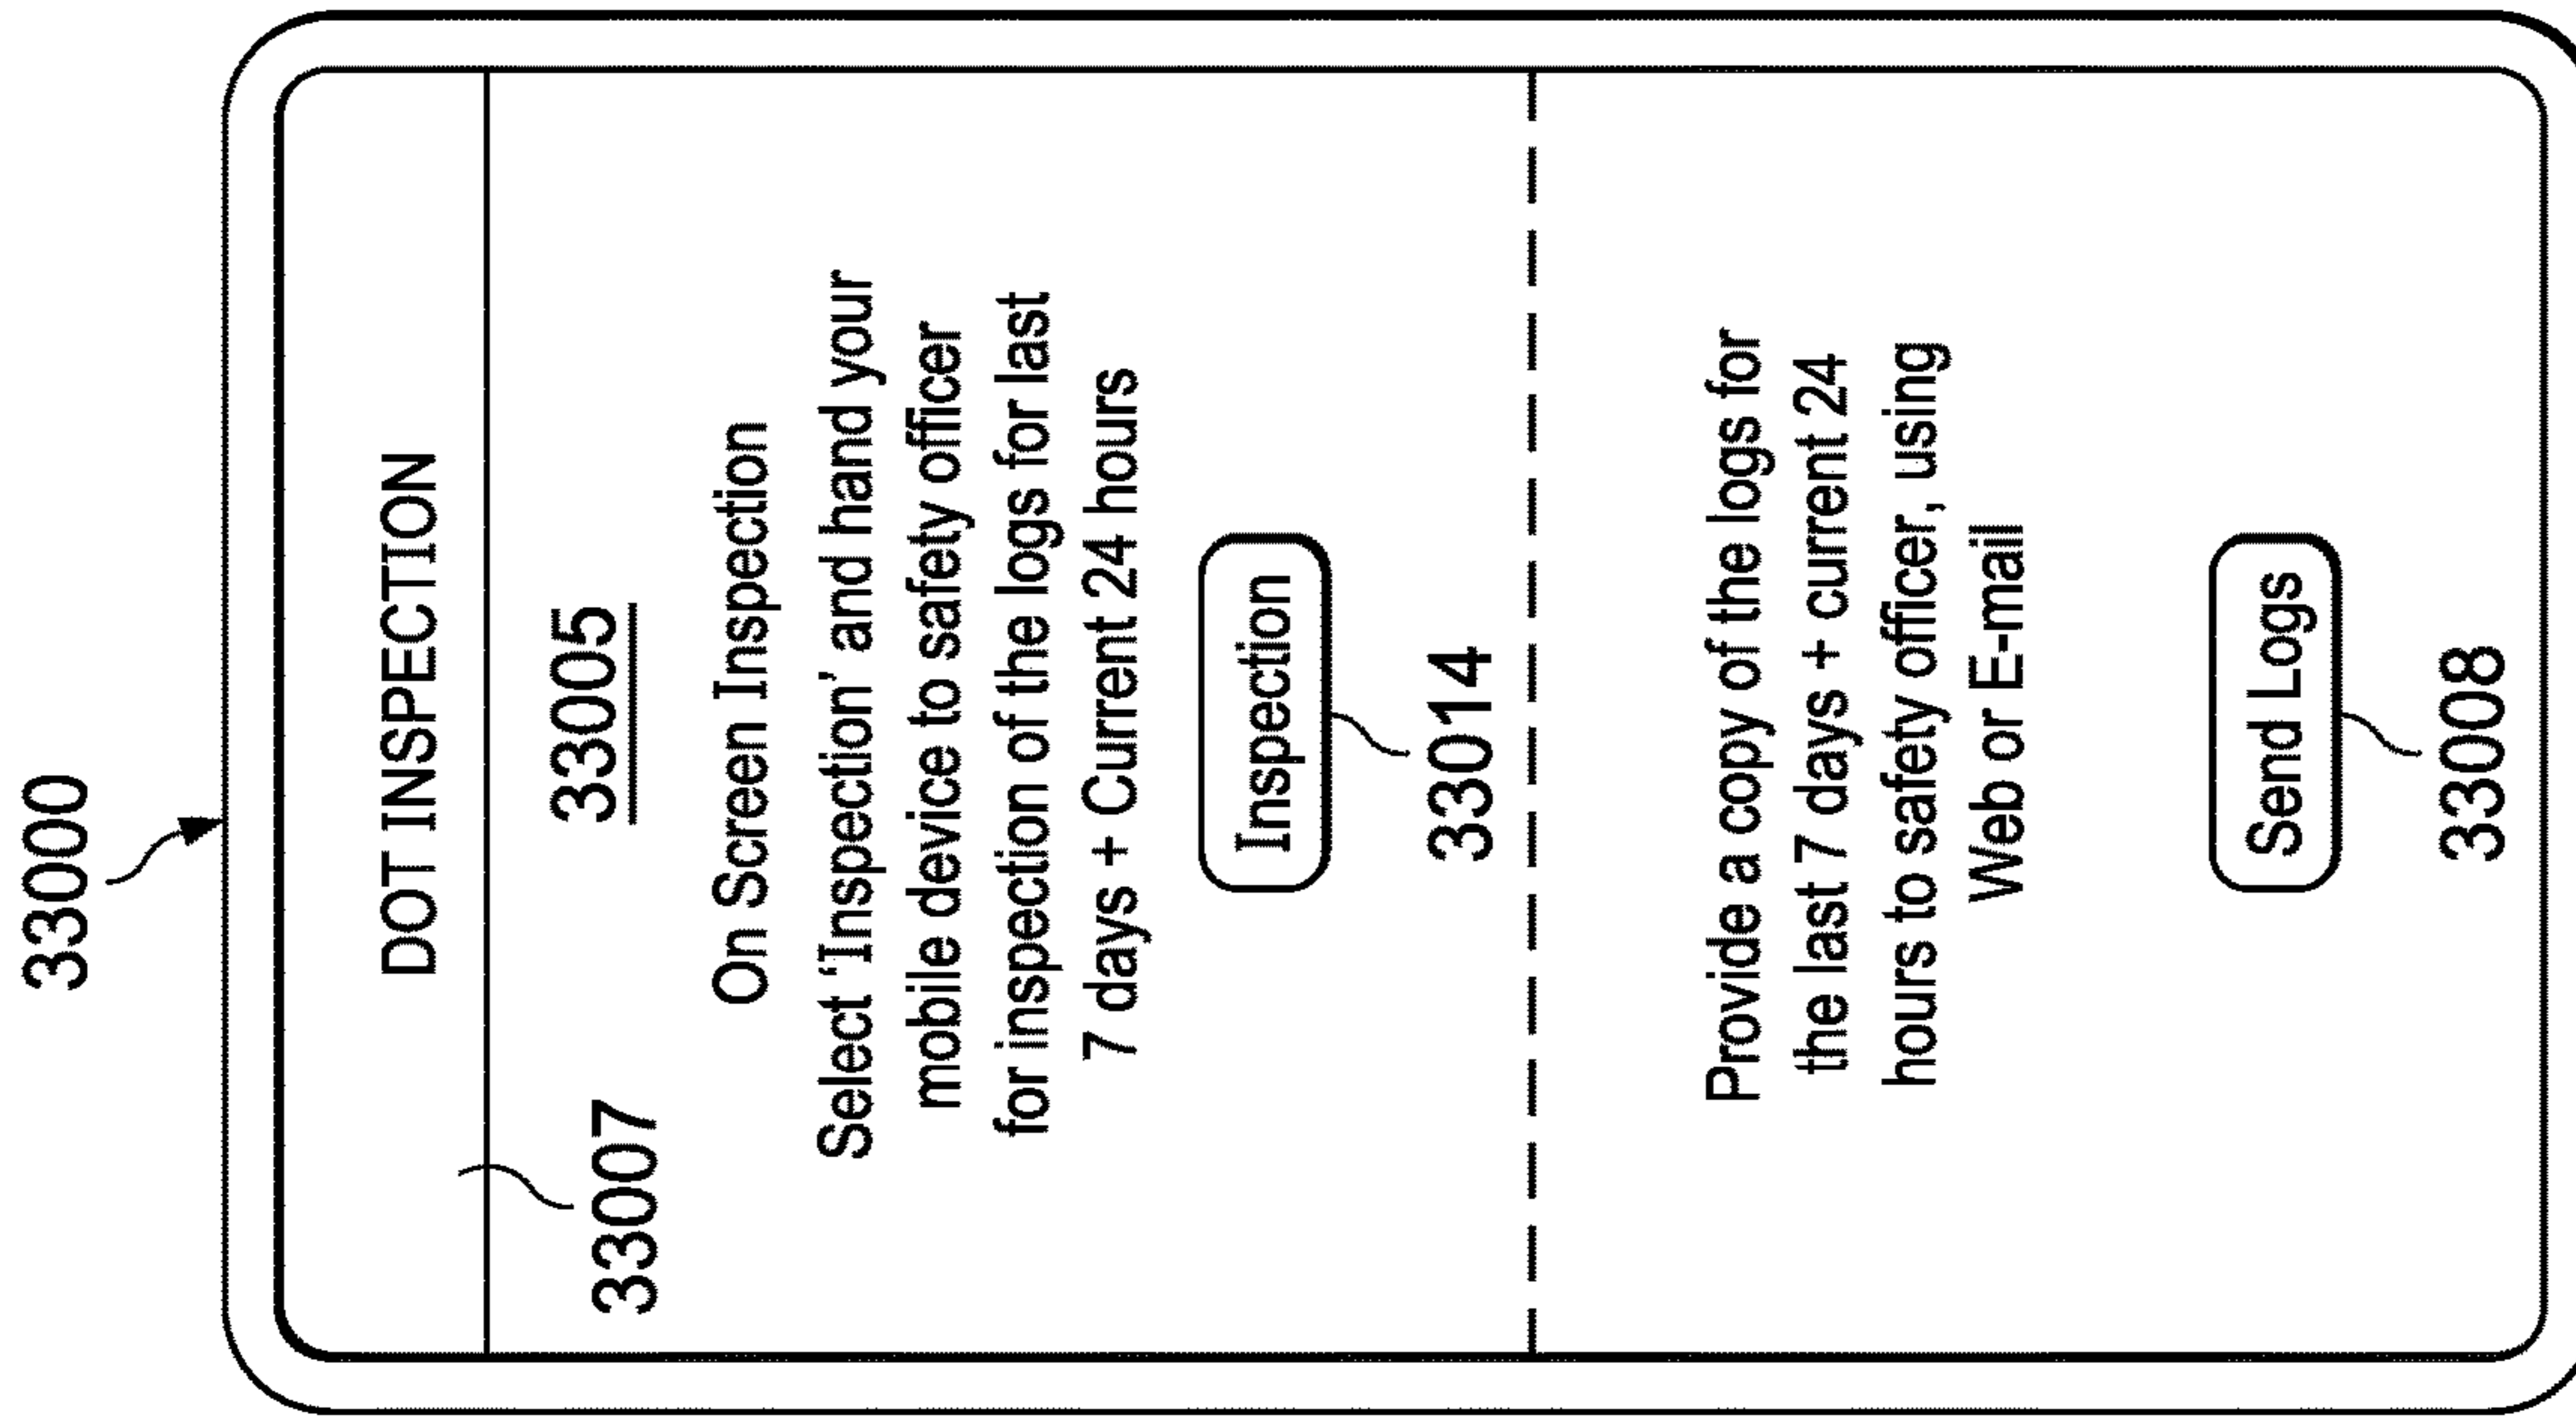 33000
DOT INSPECTION
33005
33007
On Screen Inspection
Select 'Inspection' and hand your
mobile device to safety officer
for inspection of the logs for last
7 days + Current 24 hours
Inspection
33014
Provide a copy of the logs for
the last 7 days + current 24
hours to safety officer, using
Web or E-mail
Send Logs
33008